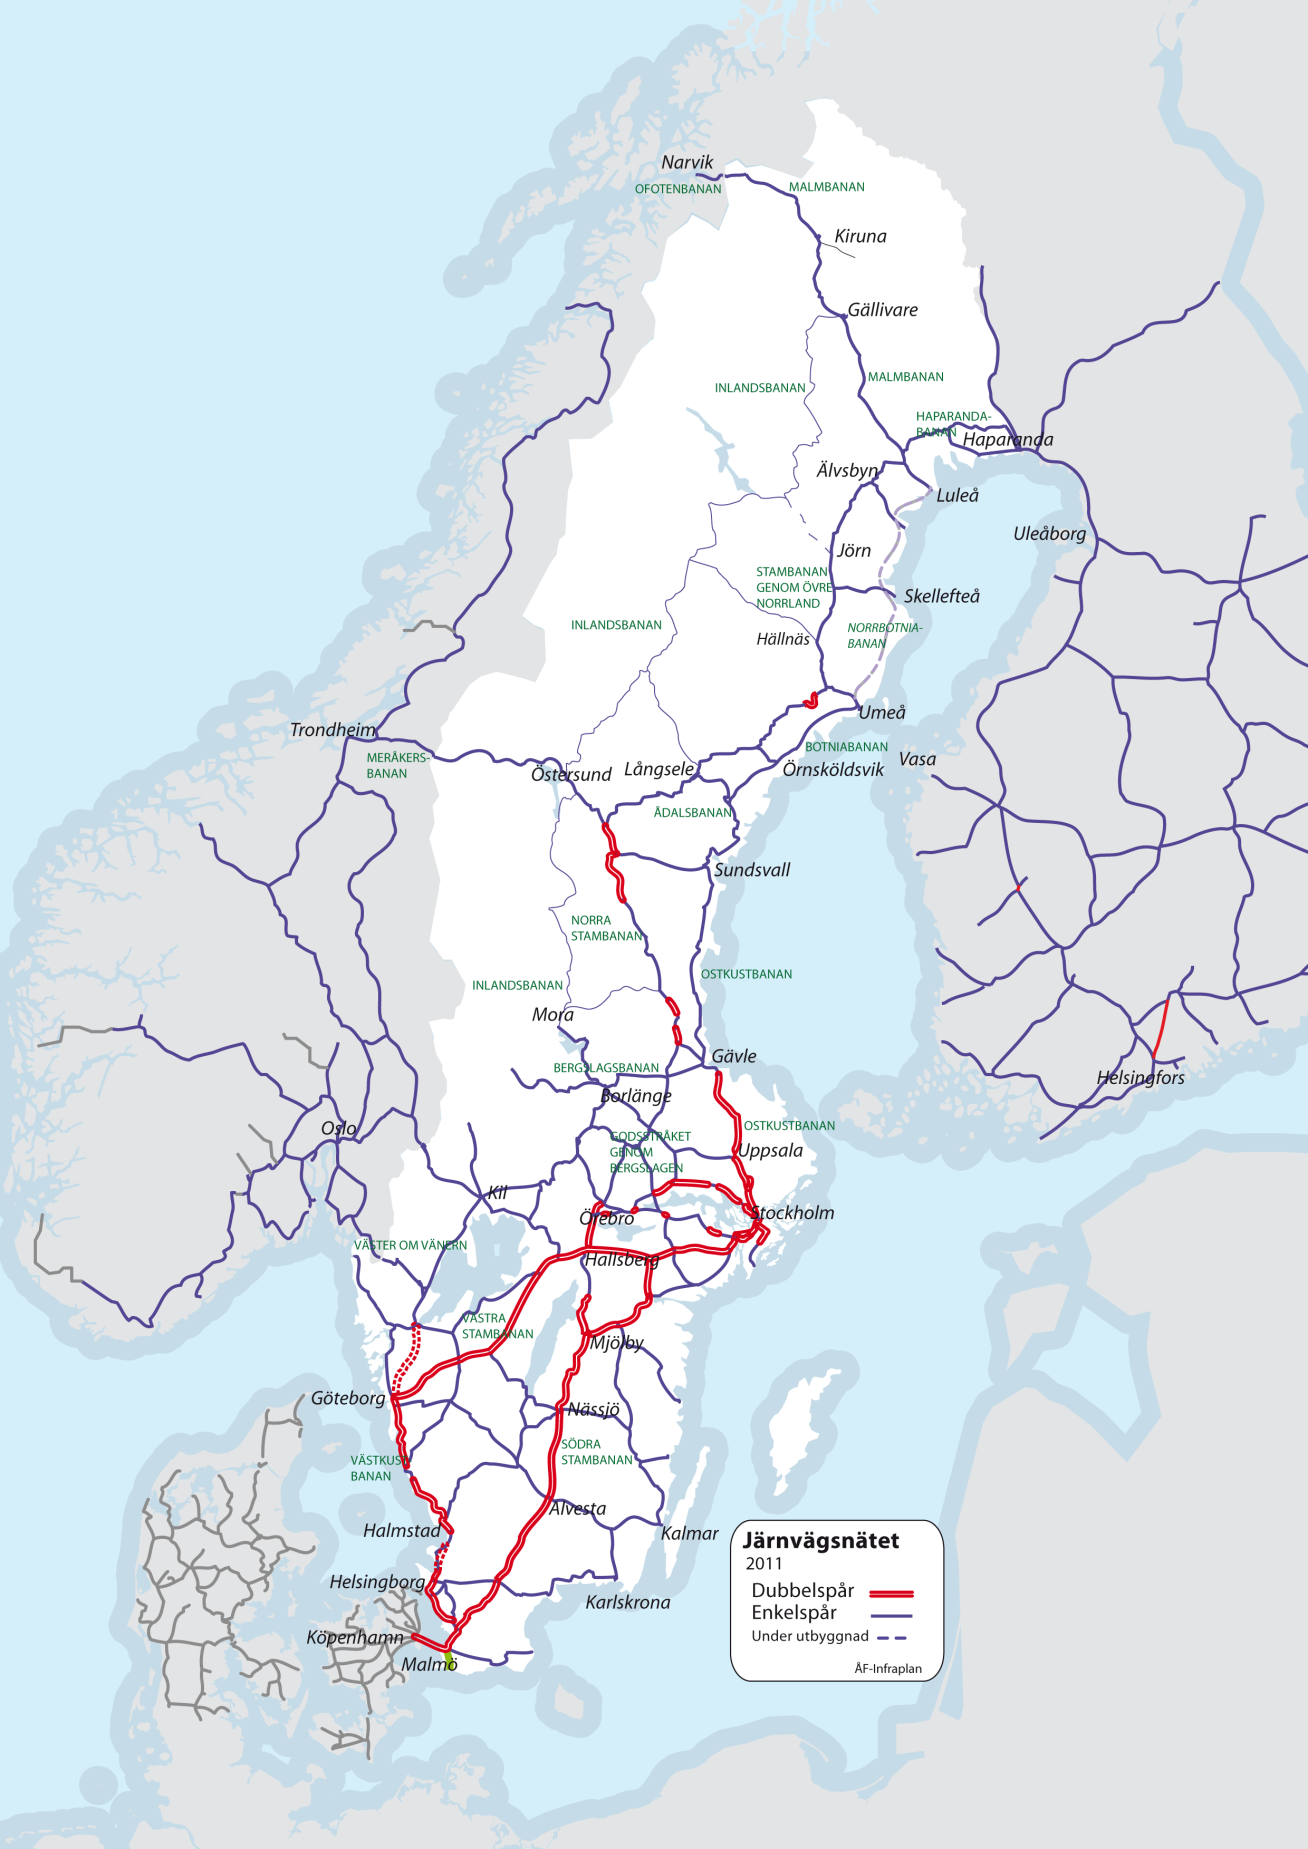 Narvik
OFOTENBANAN
MALMBANAN
Kiruna
Gällivare
MALMBANAN
INLANDSBANAN
HAPARANDA-
BANAN
Haparanda
Älvsbyn
Luleå
Uleåborg
Jörn
STAMBANAN
GENOM ÖVRE
NORRLAND
Skellefteå
INLANDSBANAN
NORRBOTNIA-
BANAN
Hällnäs
Umeå
Trondheim
MERÅKERS-
BANAN
BOTNIABANAN
Vasa
Östersund
Långsele
Örnsköldsvik
ÅDALSBANAN
Sundsvall
NORRA
STAMBANAN
OSTKUSTBANAN
INLANDSBANAN
Mora
Gävle
BERGSLAGSBANAN
Helsingfors
Borlänge
OSTKUSTBANAN
Oslo
GODSSTRÅKET
GENOM
BERGSLAGEN
Uppsala
Kil
Örebro
Stockholm
VÄSTER OM VÄNERN
Hallsberg
VÄSTRA
STAMBANAN
Mjölby
Göteborg
Nässjö
SÖDRA
STAMBANAN
VÄSTKUST
BANAN
Alvesta
Halmstad
Kalmar
Helsingborg
Karlskrona
Köpenhamn
Malmö
Järnvägsnätet
2011
Dubbelspår
Enkelspår
Under utbyggnad
ÅF-Infraplan